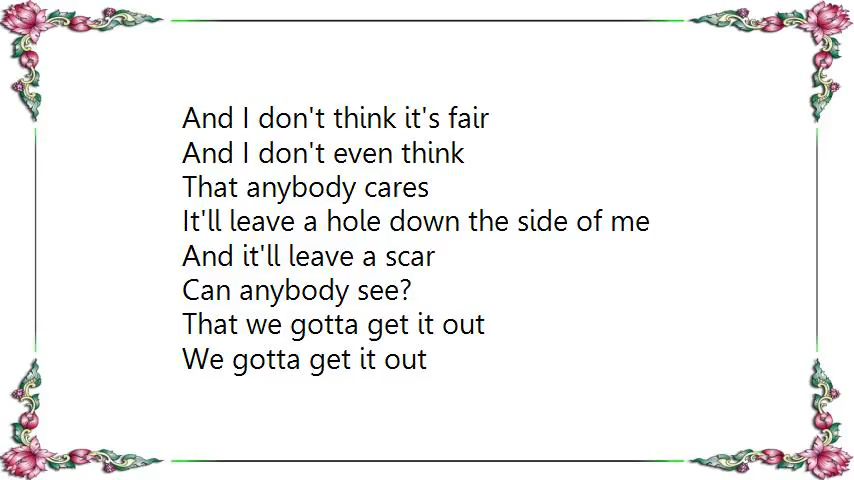 And I don't think it's fair
And I don't even think
That anybody cares
It'll leave a hole down the side of me
And it'll leave a scar
Can anybody see?
That we gotta get it out
We gotta get it out